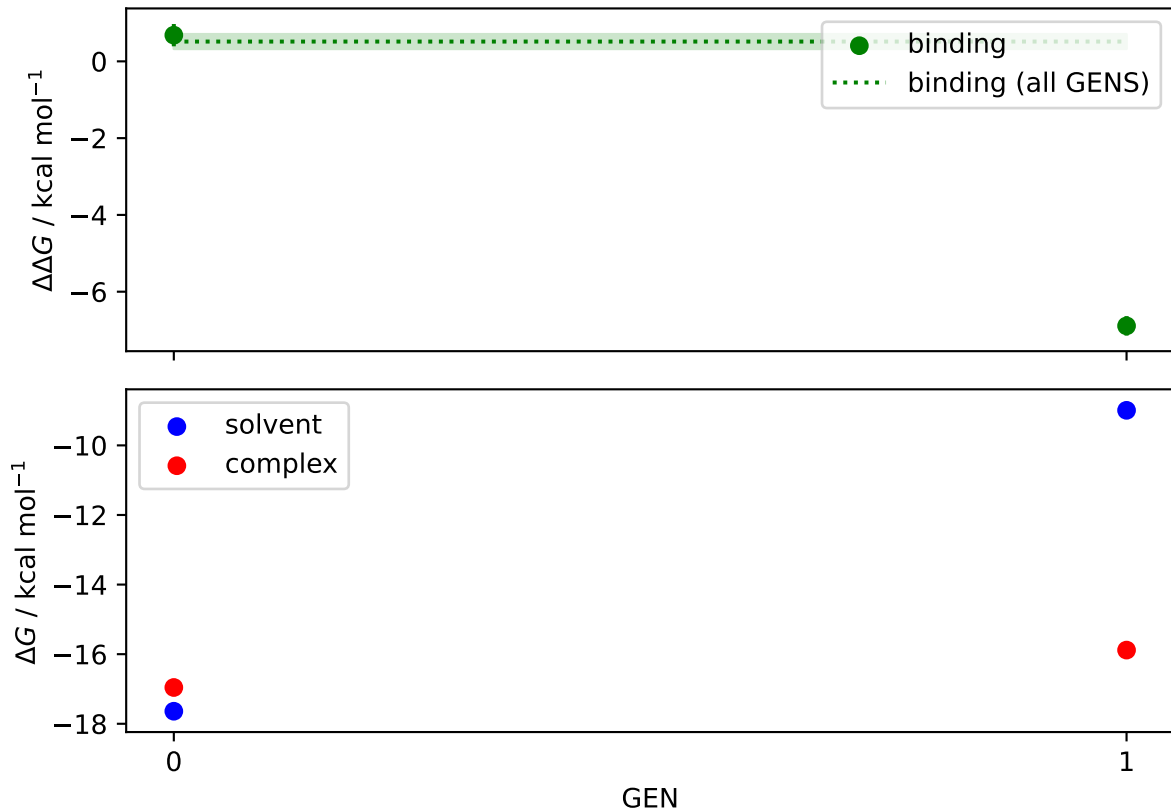 binding
binding (all GENS)
0
−2
−4
−6
ΔΔG / kcal mol⁻¹
solvent
complex
−10
−12
−14
−16
−18
ΔG / kcal mol⁻¹
0
1
GEN